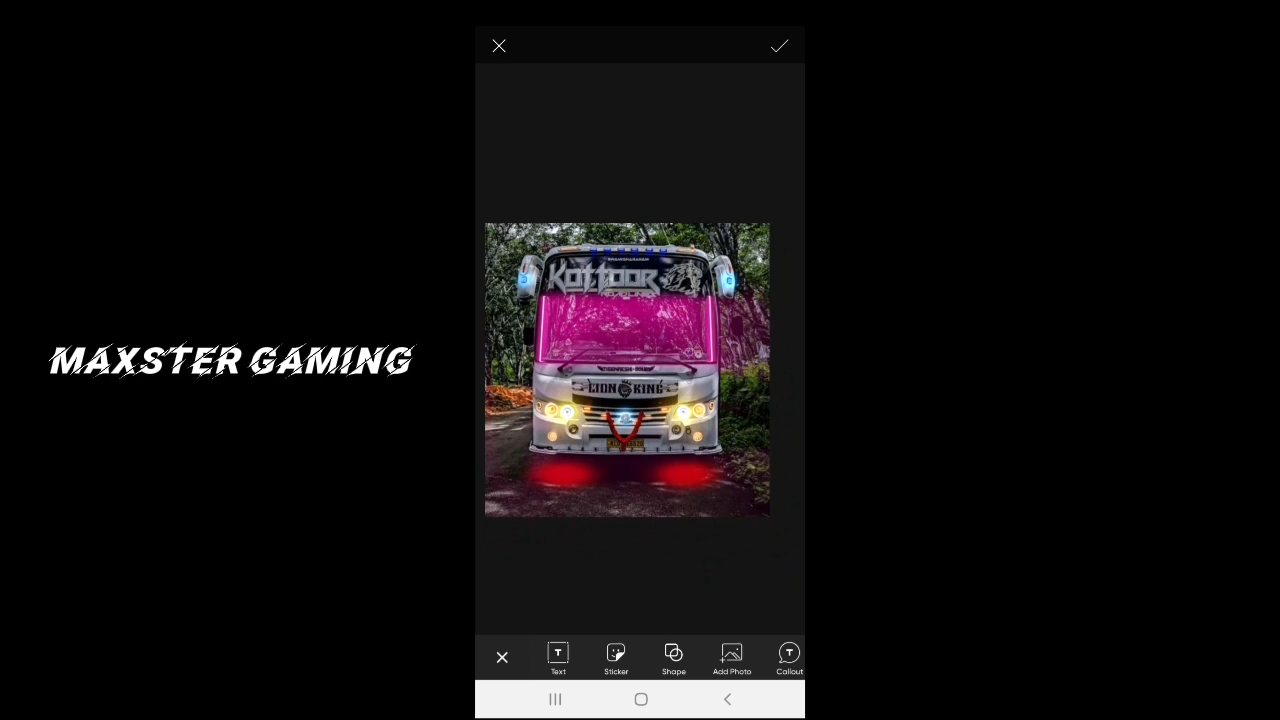 MAXSTER GAMING
KOTTOOR
LION KING
Text
Sticker
Shape
Add Photo
Callout